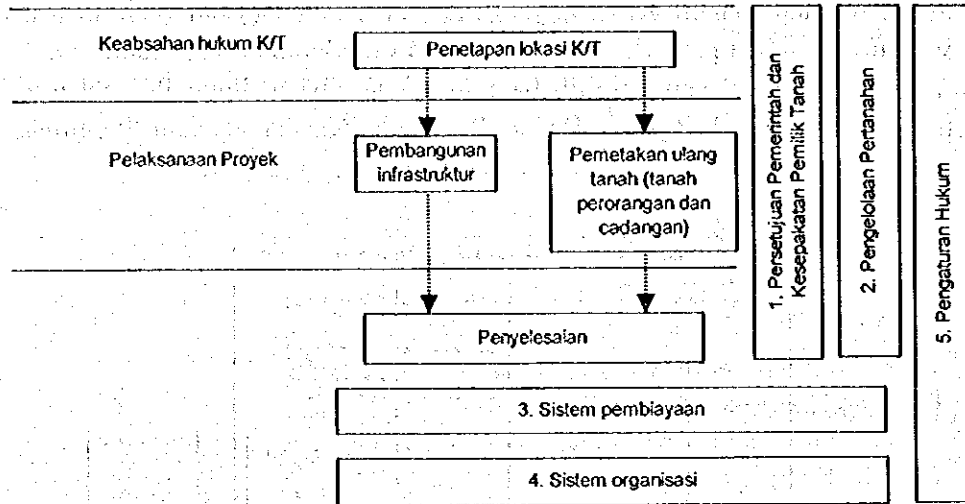 Keabsahan hukum K/T
Penetapan lokasi K/T
Pelaksanaan Proyek
Pembangunan
infrastruktur
Pemetakan ulang
tanah (tanah
perorangan dan
cadangan)
Penyelesaian
1. Persetujuan Pemerintah dan
Kesepakatan Pemilik Tanah
2. Pengelolaan Pertanahan
5. Pengaturan Hukum
3. Sistem pembiayaan
4. Sistem organisasi